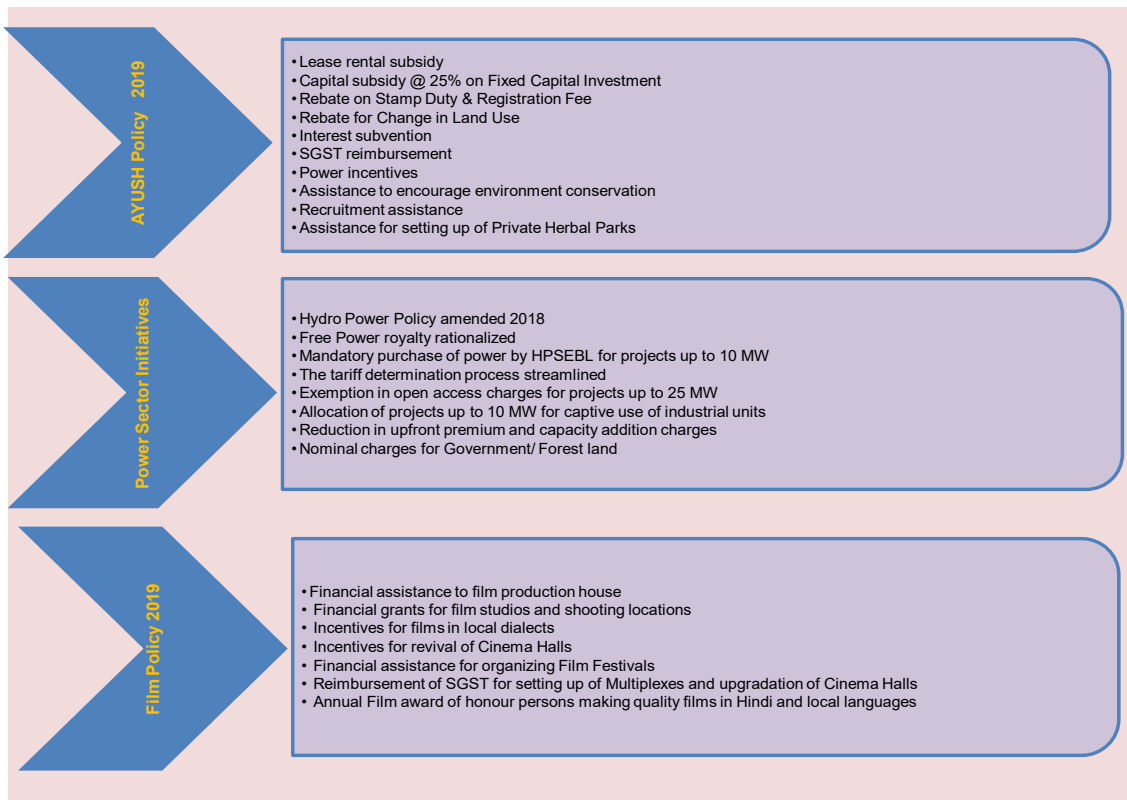 AYUSH Policy 2019
• Lease rental subsidy
• Capital subsidy @ 25% on Fixed Capital Investment
• Rebate on Stamp Duty & Registration Fee
• Rebate for Change in Land Use
• Interest subvention
• SGST reimbursement
• Power incentives
• Assistance to encourage environment conservation
• Recruitment assistance
• Assistance for setting up of Private Herbal Parks
Power Sector Initiatives
• Hydro Power Policy amended 2018
• Free Power royalty rationalized
• Mandatory purchase of power by HPSEBL for projects up to 10 MW
• The tariff determination process streamlined
• Exemption in open access charges for projects up to 25 MW
• Allocation of projects up to 10 MW for captive use of industrial units
• Reduction in upfront premium and capacity addition charges
• Nominal charges for Government/ Forest land
Film Policy 2019
• Financial assistance to film production house
• Financial grants for film studios and shooting locations
• Incentives for films in local dialects
• Incentives for revival of Cinema Halls
• Financial assistance for organizing Film Festivals
• Reimbursement of SGST for setting up of Multiplexes and upgradation of Cinema Halls
• Annual Film award of honour persons making quality films in Hindi and local languages